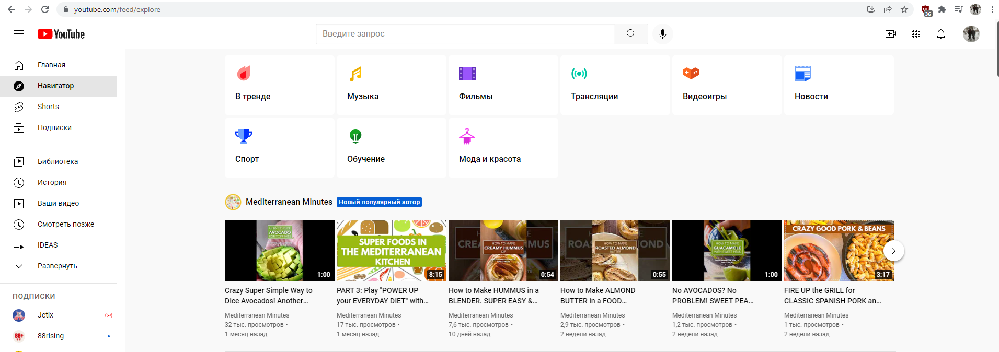 youtube.com/feed/explore
36
YouTube
Введите запрос
Главная
Навигатор
Shorts
Подписки
Библиотека
История
Ваши видео
Смотреть позже
IDEAS
Развернуть
ПОДПИСКИ
Jetix
88rising
В тренде
Музыка
Фильмы
Трансляции
Видеоигры
Новости
Спорт
Обучение
Мода и красота
Mediterranean Minutes Новый популярный автор
HOW TO DICE
AVOCADO
FOR TOPPINGS
1:00
Crazy Super Simple Way to
Dice Avocados! Another…
Mediterranean Minutes
32 тыс. просмотров •
1 месяц назад
SUPER FOODS IN
THE MEDITERRANEAN
KITCHEN
8:15
PART 3: Play "POWER UP
your EVERYDAY DIET" with…
Mediterranean Minutes
17 тыс. просмотров •
1 месяц назад
HOW TO MAKE
CREAMY HUMMUS
DIP
0:54
How to Make HUMMUS in a
BLENDER. SUPER EASY &…
Mediterranean Minutes
7,6 тыс. просмотров •
10 дней назад
HOW TO MAKE
ROASTED ALMOND
BUTTER
0:55
How to Make ALMOND
BUTTER in a FOOD…
Mediterranean Minutes
2,9 тыс. просмотров •
2 недели назад
HOW TO MAKE
GUACAMOLE
WITH SWEET PEAS
1:00
No AVOCADOS? No
PROBLEM! SWEET PEA…
Mediterranean Minutes
1,2 тыс. просмотров •
2 недели назад
CRAZY GOOD PORK & BEANS
3:17
FIRE UP the GRILL for
CLASSIC SPANISH PORK an…
Mediterranean Minutes
1 тыс. просмотров •
2 недели назад